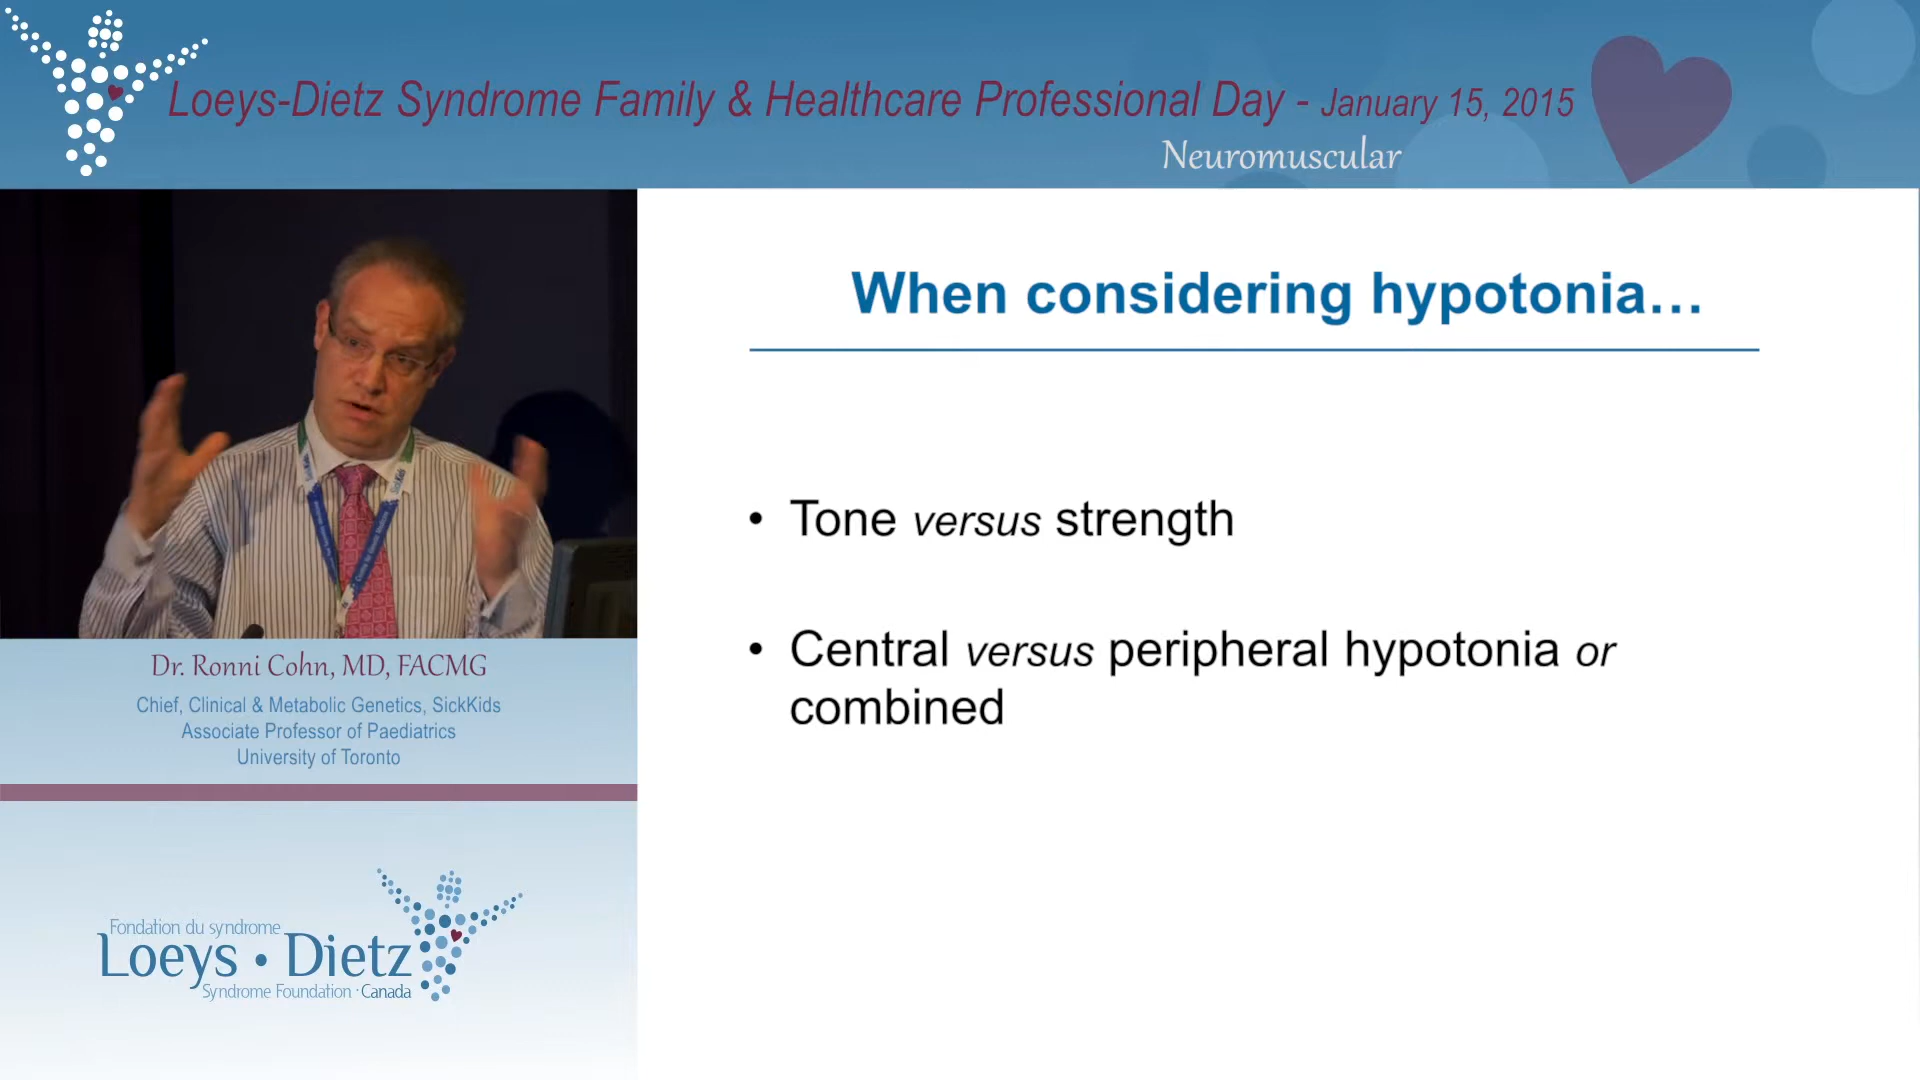 Loeys-Dietz Syndrome Family & Healthcare Professional Day - January 15, 2015
Neuromuscular
When considering hypotonia…
• Tone versus strength
• Central versus peripheral hypotonia or
combined
SickKids
Dr. Ronni Cohn, MD, FACMG
Chief, Clinical & Metabolic Genetics, SickKids
Associate Professor of Paediatrics
University of Toronto
Fondation du syndrome
Loeys • Dietz
Syndrome Foundation · Canada